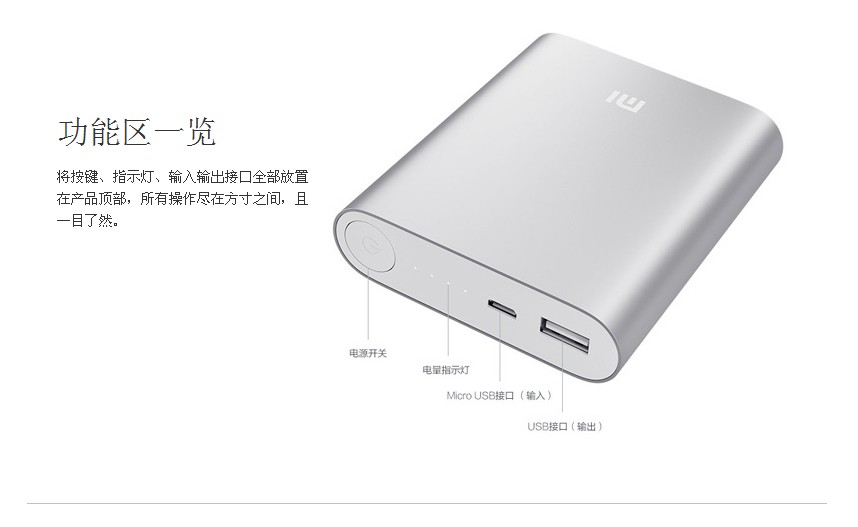 功能区一览
将按键、指示灯、输入输出接口全部放置
在产品顶部，所有操作尽在方寸之间，且
一目了然。
MI
电源开关
电量指示灯
Micro USB接口（输入）
USB接口（输出）